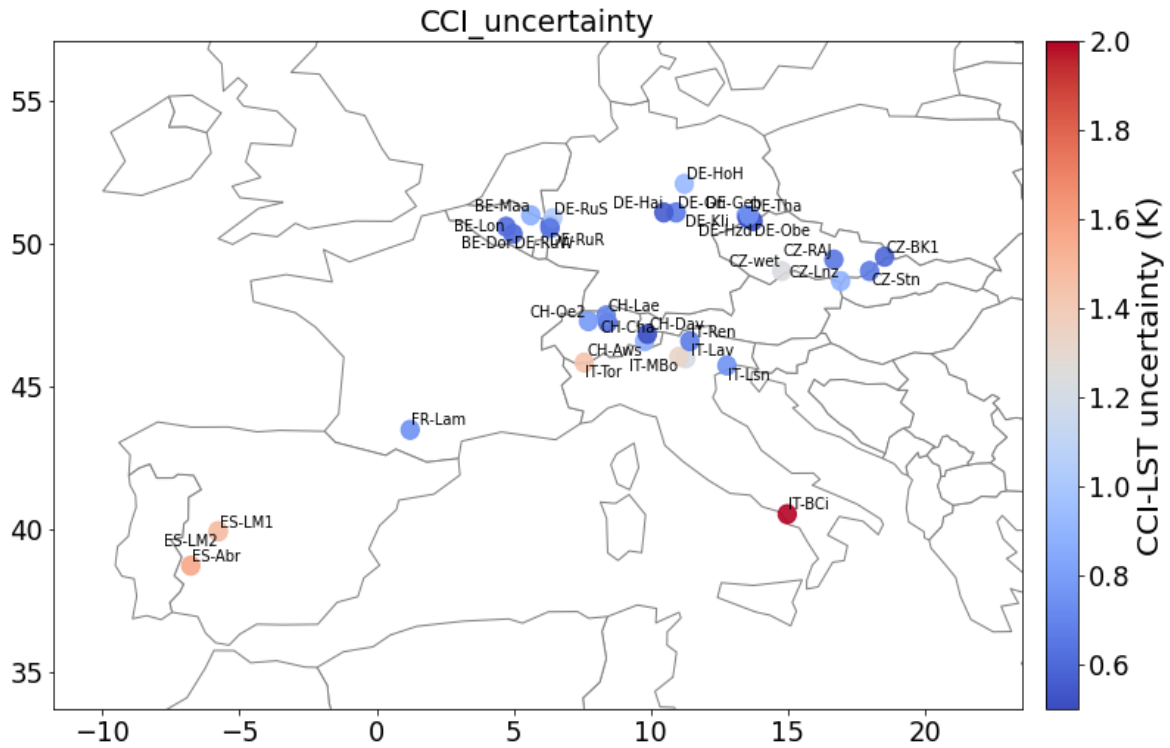 CCI_uncertainty
55
50
45
40
35
−10
−5
0
5
10
15
20
DE-HoH
DE-Hai
DE-Geb
DE-Tha
BE-Maa
DE-RuS
DE-Kli
BE-Lon
DE-Hzd
DE-Obe
BE-Dor
DE-RuW
DE-RuR
CZ-RAJ
CZ-BK1
CZ-wet
CZ-Lnz
CZ-Stn
CH-Oe2
CH-Lae
CH-Cha
CH-Dav
IT-Ren
CH-Aws
IT-Lav
IT-Tor
IT-MBo
IT-Lsn
FR-Lam
IT-BCi
ES-LM1
ES-LM2
ES-Abr
2.0
1.8
1.6
1.4
1.2
1.0
0.8
0.6
CCI-LST uncertainty (K)